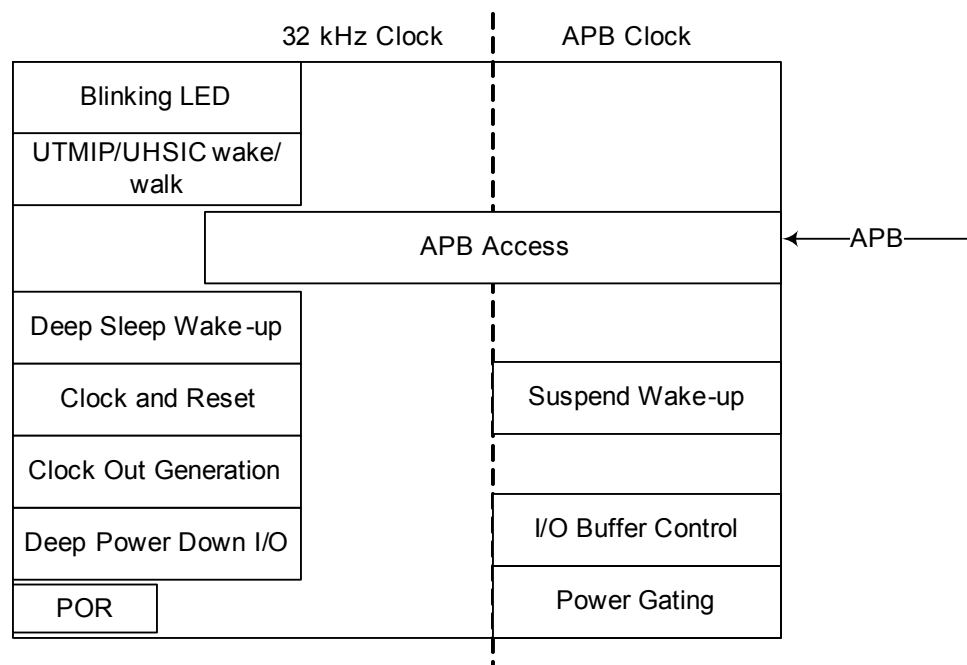 32 kHz Clock
APB Clock
Blinking LED
UTMIP/UHSIC wake/
walk
APB Access
APB
Deep Sleep Wake-up
Clock and Reset
Suspend Wake-up
Clock Out Generation
Deep Power Down I/O
I/O Buffer Control
POR
Power Gating